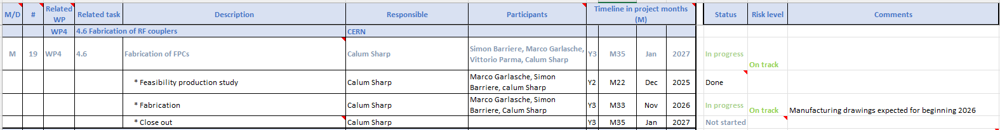 M/D # Related WP Related task Description Responsible Participants Timeline in project months (M) Status Risk level Comments
WP4 4.6 Fabrication of RF couplers CERN
M 19 WP4 4.6 Fabrication of FPCs Calum Sharp Simon Barriere, Marco Garlasche, Vittorio Parma, Calum Sharp Y3 M35 Jan 2027 In progress On track
* Feasibility production study Calum Sharp Marco Garlasche, Simon Barriere, calum Sharp Y2 M22 Dec 2025 Done
* Fabrication Calum Sharp Marco Garlasche, Simon Barriere, Calum Sharp Y3 M33 Nov 2026 In progress On track Manufacturing drawings expected for beginning 2026
* Close out Calum Sharp Y3 M35 Jan 2027 Not started